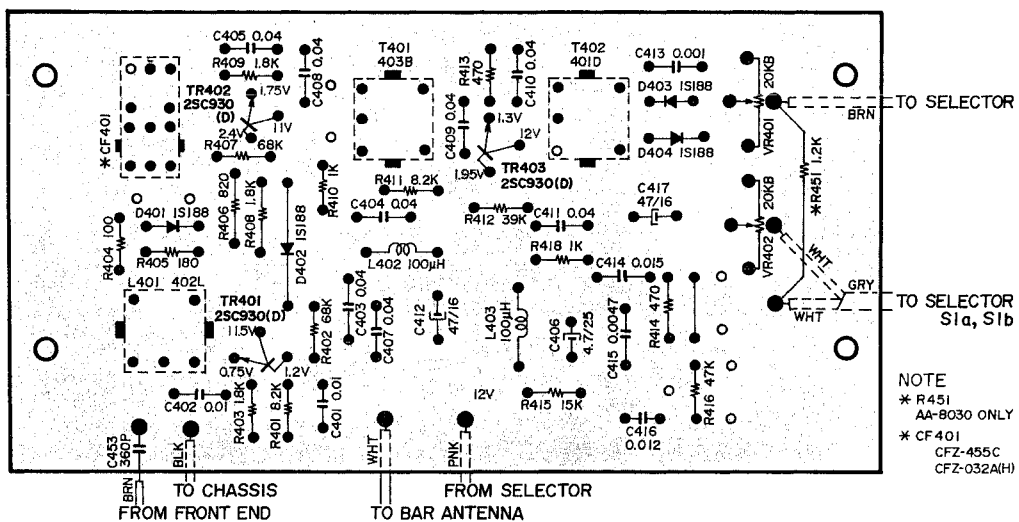 C405 0.04
R409 1.8K
C408 0.04
TR402
2SC930
(D)
1.75V
11V
2.4V
R407 68K
*CF401
T401
403B
R413
470
C410 0.04
C409 0.04
1.3V
12V
1.95V
TR403
2SC930(D)
T402
401D
C413 0.001
D403 1S188
D404 1S188
20KB
VR401
TO SELECTOR
BRN
R451 1.2K
*R451
R404 100
D401 1S188
R405 180
R406 820
R408 1.8K
D402 1S188
R410 1K
R411 8.2K
C404 0.04
L402 100µH
R412 39K
C411 0.04
R418 1K
C417
47/16
C414 0.015
20KB
VR402
WHT
GRY
WHT
TO SELECTOR
S1a, S1b
L401 402L
TR401
2SC930(D)
11.5V
0.75V
1.2V
R402 68K
C403 0.04
C407 0.04
C412
47/16
L403
100µH
C406
4.7/25
C415 0.0047
R414 470
R416 47K
C402 0.01
R403 1.8K
R401 8.2K
C401 0.01
12V
R415 15K
C416
0.012
NOTE
* R451
AA-8030 ONLY
* CF401
CFZ-455C
CFZ-032A(H)
C453
360P
BLK
WHT
PNK
BRN
TO CHASSIS
FROM SELECTOR
FROM FRONT END
TO BAR ANTENNA